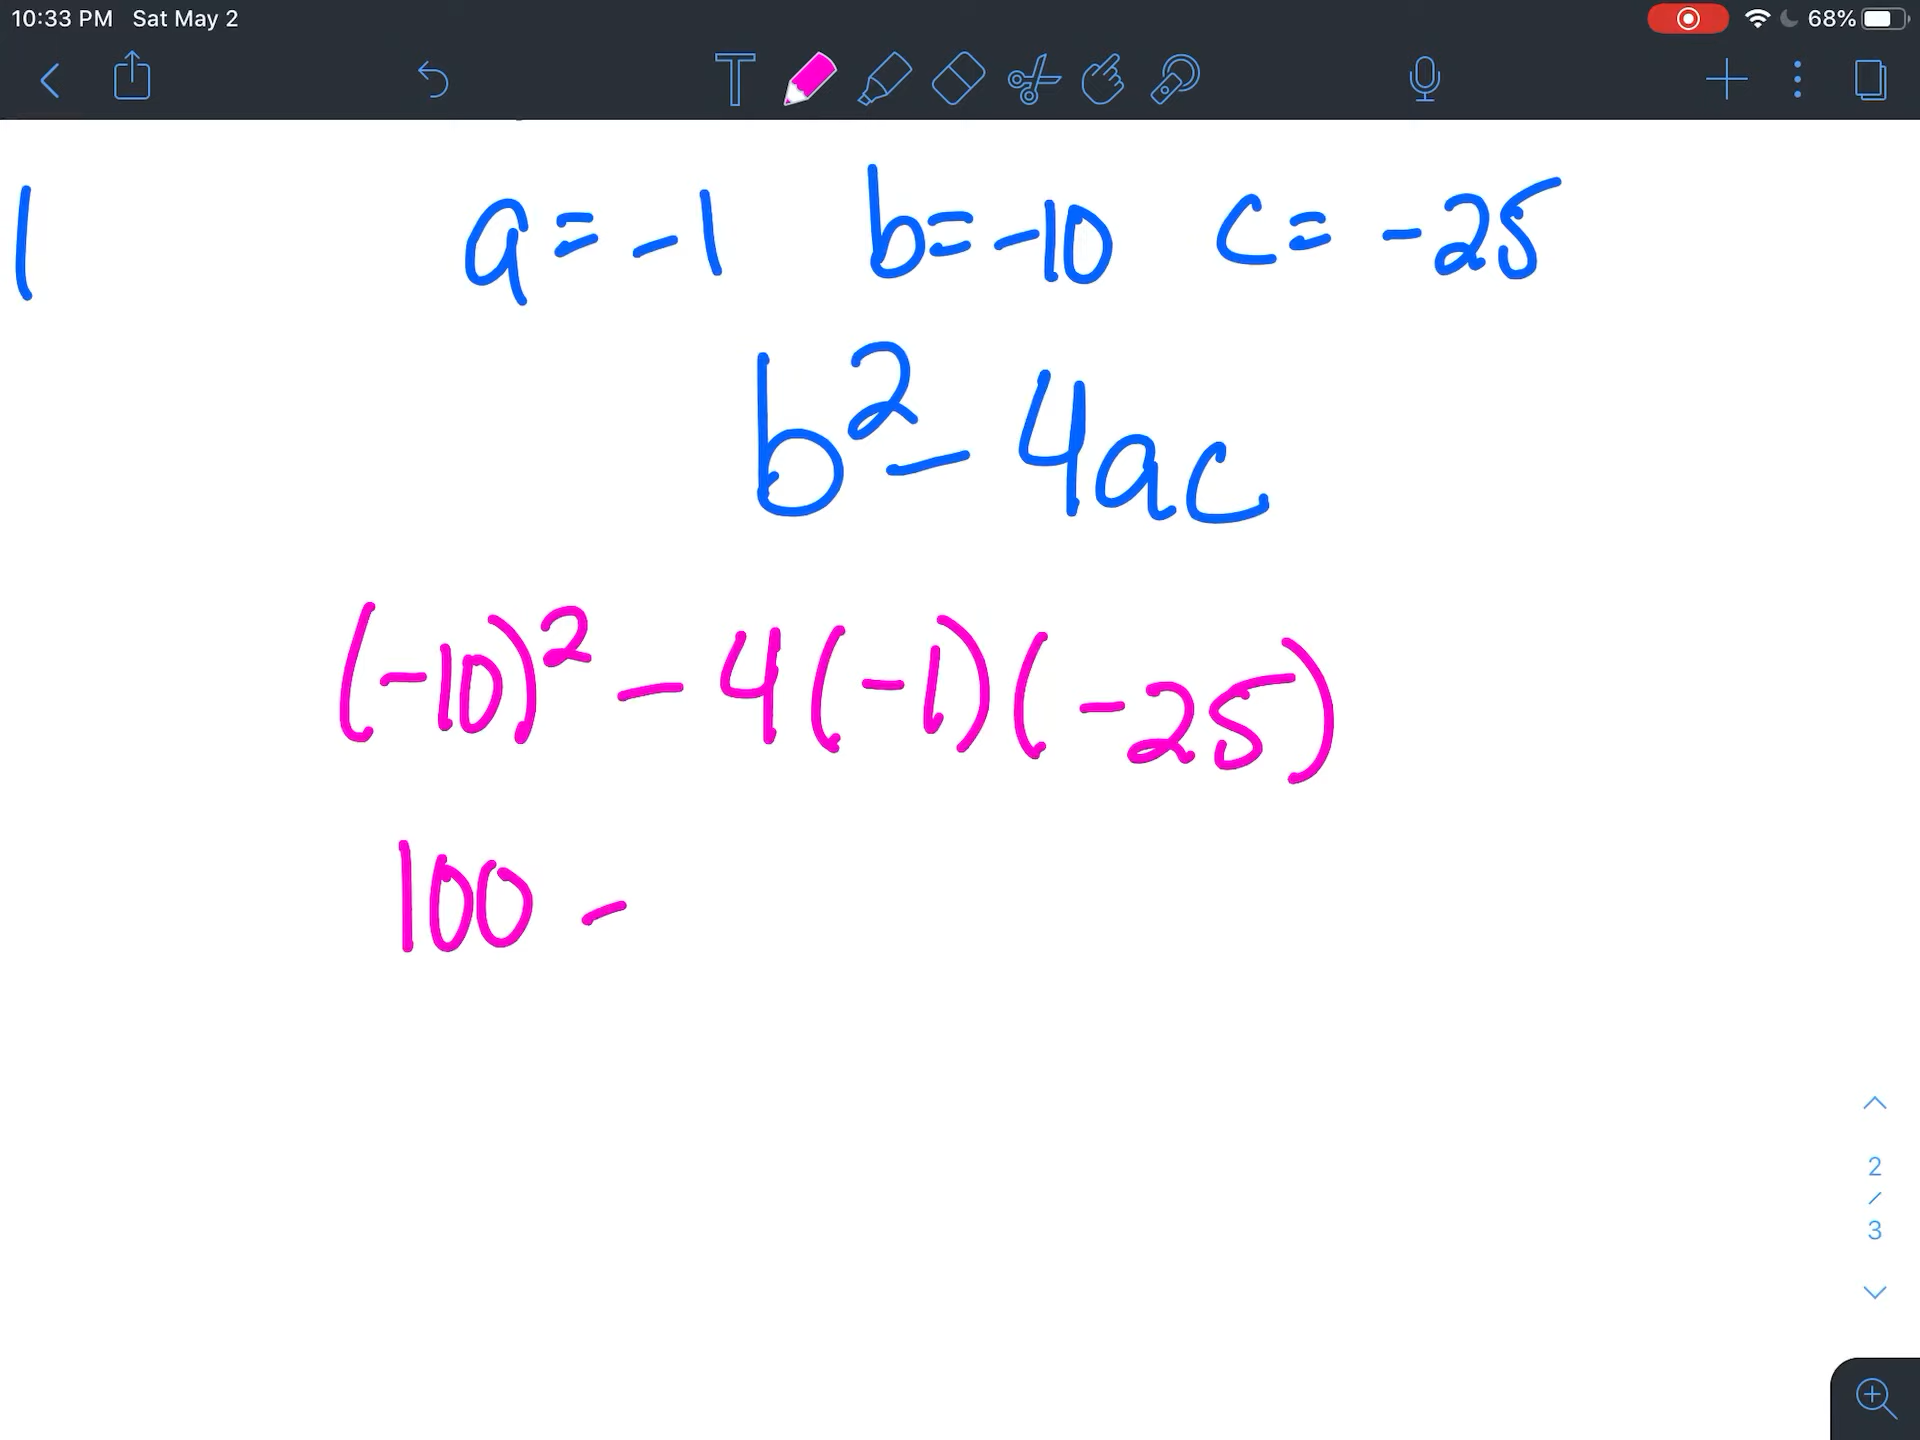 10:33 PM Sat May 2 68%
T
1 a = -1 b = -10 c = -25
b² - 4ac
(-10)² - 4(-1)(-25)
100 -
2
/
3